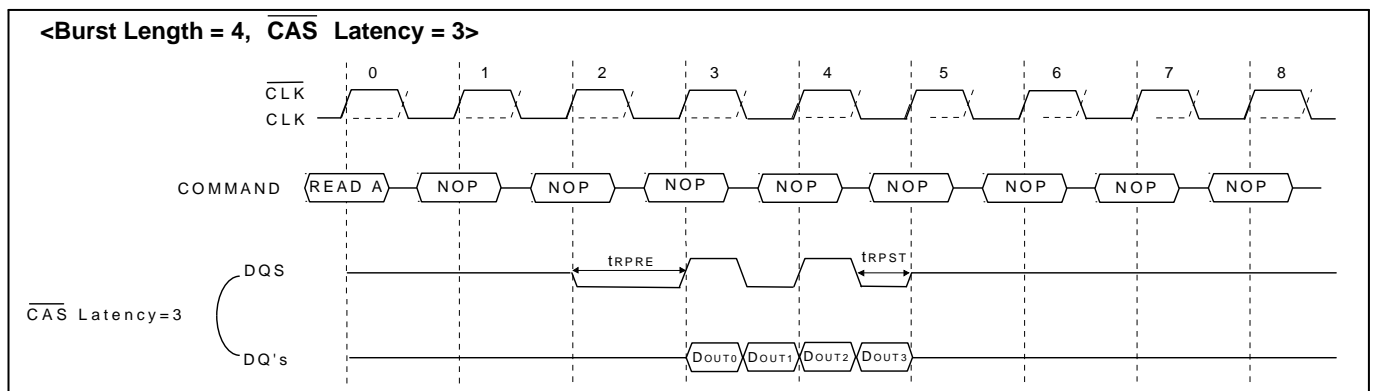 <Burst Length = 4, CAS Latency = 3>
0 1 2 3 4 5 6 7 8
CLK
CLK
COMMAND READ A NOP NOP NOP NOP NOP NOP NOP NOP
DQS tRPRE tRPST
CAS Latency=3
DQ's DOUT0 DOUT1 DOUT2 DOUT3